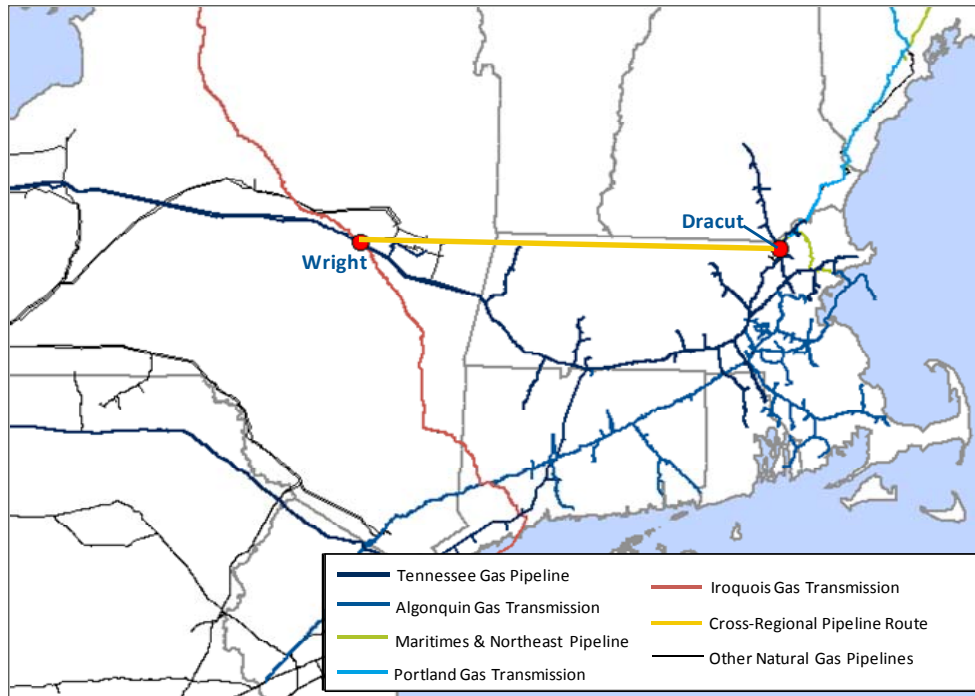 Dracut
Wright
Tennessee Gas Pipeline
Algonquin Gas Transmission
Maritimes & Northeast Pipeline
Portland Gas Transmission
Iroquois Gas Transmission
Cross-Regional Pipeline Route
Other Natural Gas Pipelines